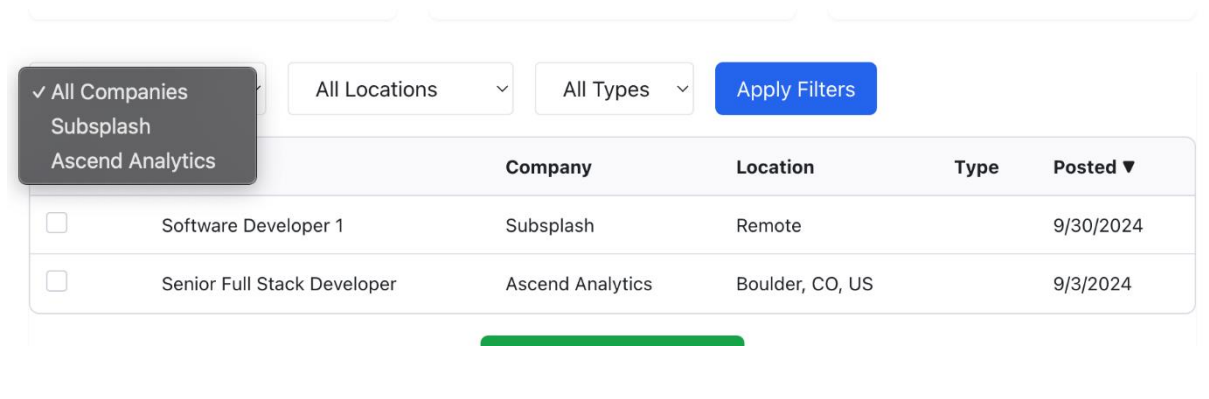 ✓ All Companies
Subsplash
Ascend Analytics
All Locations
All Types
Apply Filters
Company Location Type Posted ▼
Software Developer 1 Subsplash Remote 9/30/2024
Senior Full Stack Developer Ascend Analytics Boulder, CO, US 9/3/2024